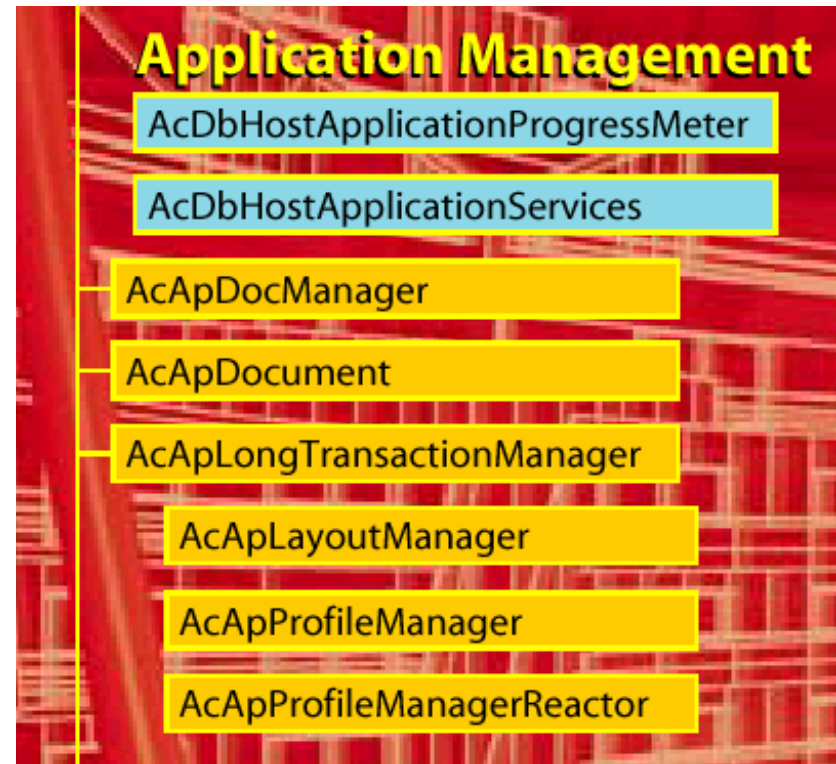 Application Management
AcDbHostApplicationProgressMeter
AcDbHostApplicationServices
AcApDocManager
AcApDocument
AcApLongTransactionManager
AcApLayoutManager
AcApProfileManager
AcApProfileManagerReactor